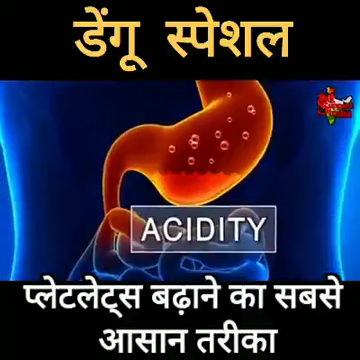 डेंगू स्पेशल
ACIDITY
प्लेटलेट्स बढ़ाने का सबसे
आसान तरीका